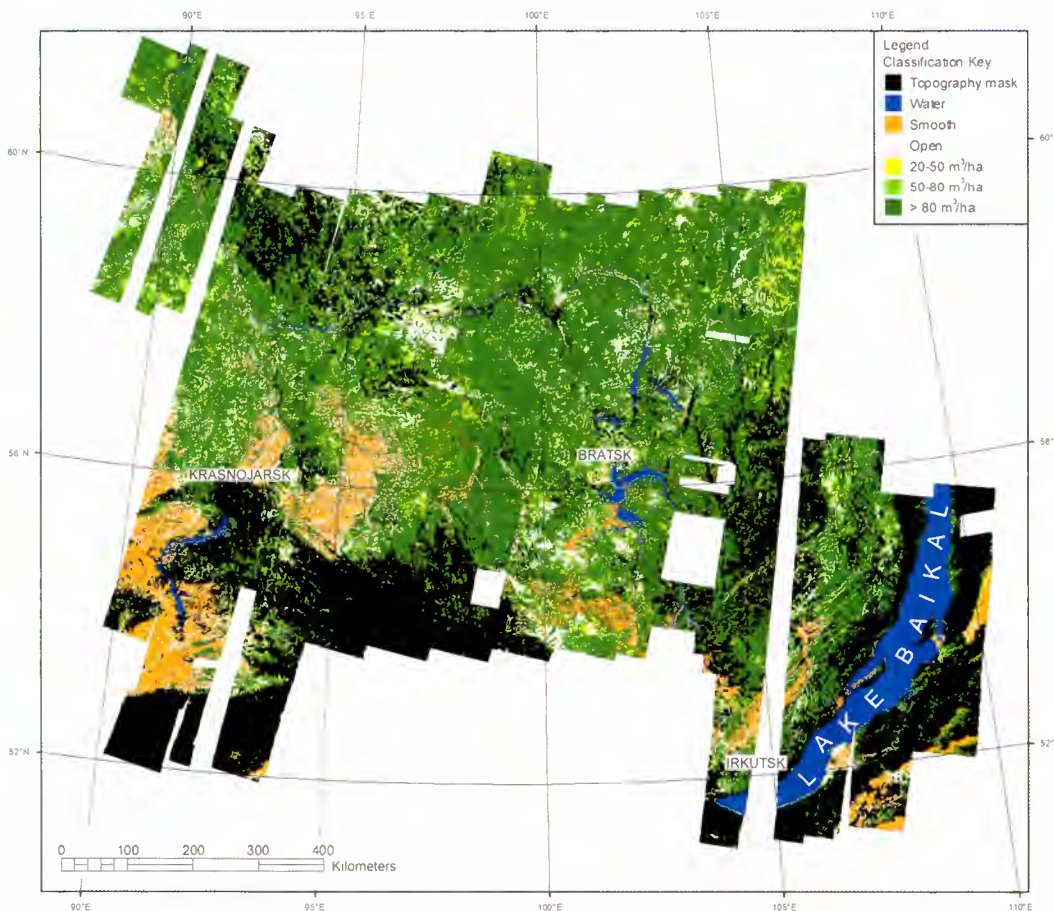 90°E 95°E 100°E 105°E 110°E
Legend
Classification Key
Topography mask
Water
Smooth
Open
20-50 m³/ha
50-80 m³/ha
> 80 m³/ha
60°N
60°
56°N
56°
KRASNOJARSK
BRATSK
LAKE BAIKAL
52°N
52°
IRKUTSK
0 100 200 300 400
Kilometers
90°E 95°E 100°E 105°E 110°E